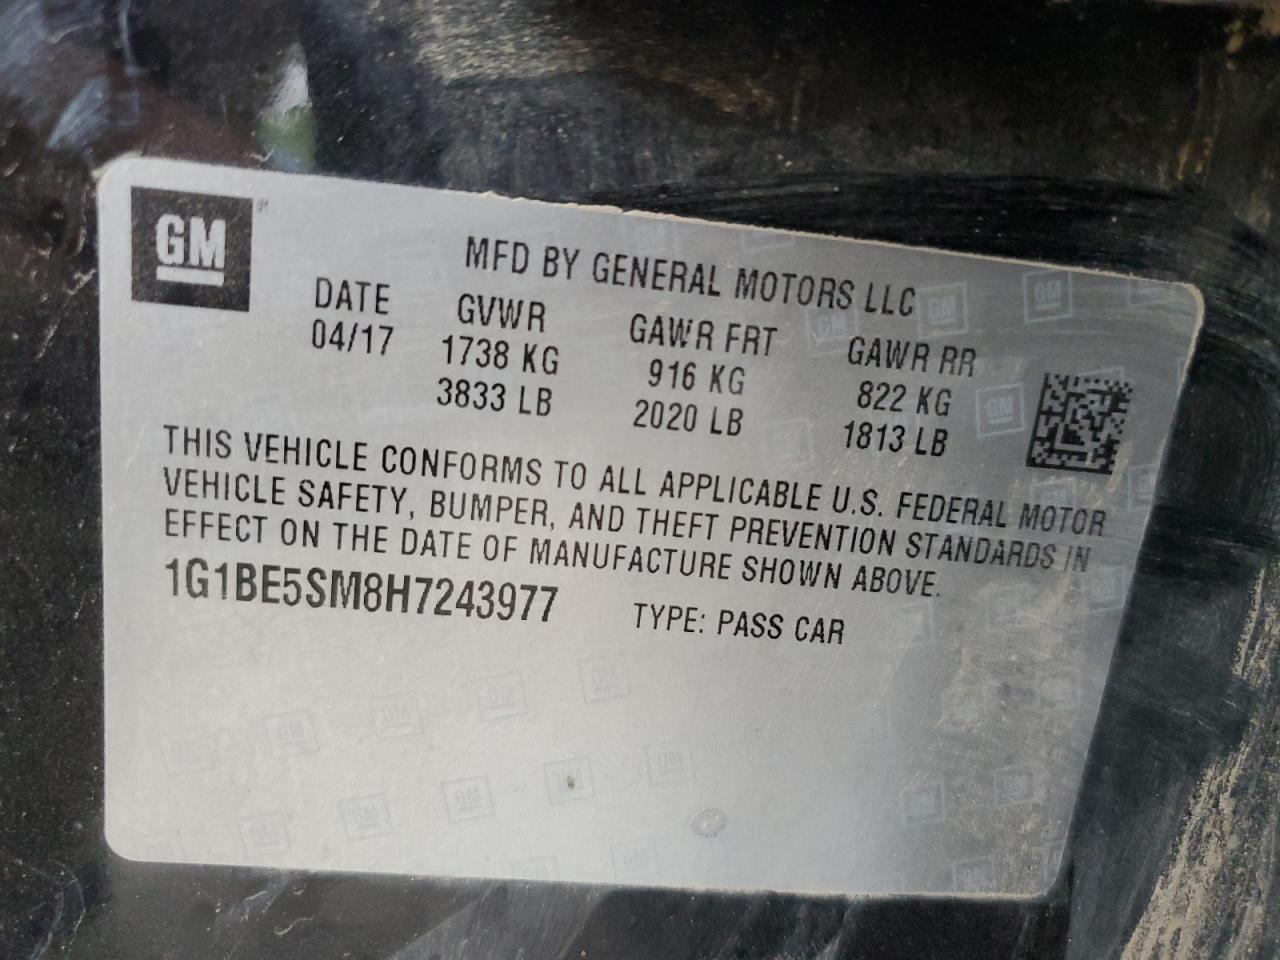 GM
MFD BY GENERAL MOTORS LLC
DATE GVWR GAWR FRT GAWR RR
04/17 1738 KG 916 KG 822 KG
3833 LB 2020 LB 1813 LB
THIS VEHICLE CONFORMS TO ALL APPLICABLE U.S. FEDERAL MOTOR
VEHICLE SAFETY, BUMPER, AND THEFT PREVENTION STANDARDS IN
EFFECT ON THE DATE OF MANUFACTURE SHOWN ABOVE.
1G1BE5SM8H7243977 TYPE: PASS CAR